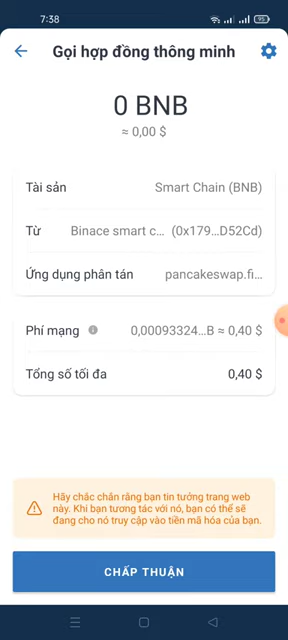 7:38
95
Gọi hợp đồng thông minh
0 BNB
≈ 0,00 $
Tài sản Smart Chain (BNB)
Từ Binace smart c... (0x179...D52Cd)
Ứng dụng phân tán pancakeswap.fi...
Phí mạng 0,00093324...B ≈ 0,40 $
Tổng số tối đa 0,40 $
Hãy chắc chắn rằng bạn tin tưởng trang web
này. Khi bạn tương tác với nó, bạn có thể sẽ
đang cho nó truy cập vào tiền mã hóa của bạn.
CHẤP THUẬN